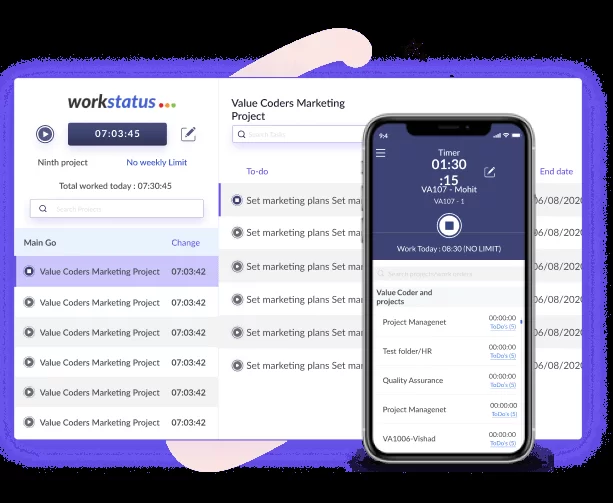 workstatus
07:03:45
Ninth project
No weekly Limit
Total worked today : 07:30:45
Search Projects
Main Go
Change
Value Coders Marketing Project 07:03:42
Value Coders Marketing Project 07:03:42
Value Coders Marketing Project 07:03:42
Value Coders Marketing Project 07:03:42
Value Coders Marketing Project 07:03:42
Value Coders Marketing Project 07:03:42
Value Coders Marketing
Project
Search Tasks
To-do
End date
Set marketing plans Set ma 06/08/2020
Set marketing plans Set ma 06/08/2020
Set marketing plans Set ma 06/08/2020
Set marketing plans Set ma 06/08/2020
Set marketing plans Set ma 06/08/2020
Set marketing plans Set ma 06/08/2020
9:4
Timer
01:30
:15
VA107 - Mohit
VA107 - 1
Work Today : 08:30 (NO LIMIT)
Search projects/work orders
Value Coder and
projects
Project Managenet 00:00:00
ToDo's (5)
Test folder/HR 00:00:00
ToDo's (5)
Quality Assurance 00:00:00
ToDo's (5)
Project Managenet 00:00:00
ToDo's (5)
VA1006-Vishad 00:00:00
ToDo's (5)